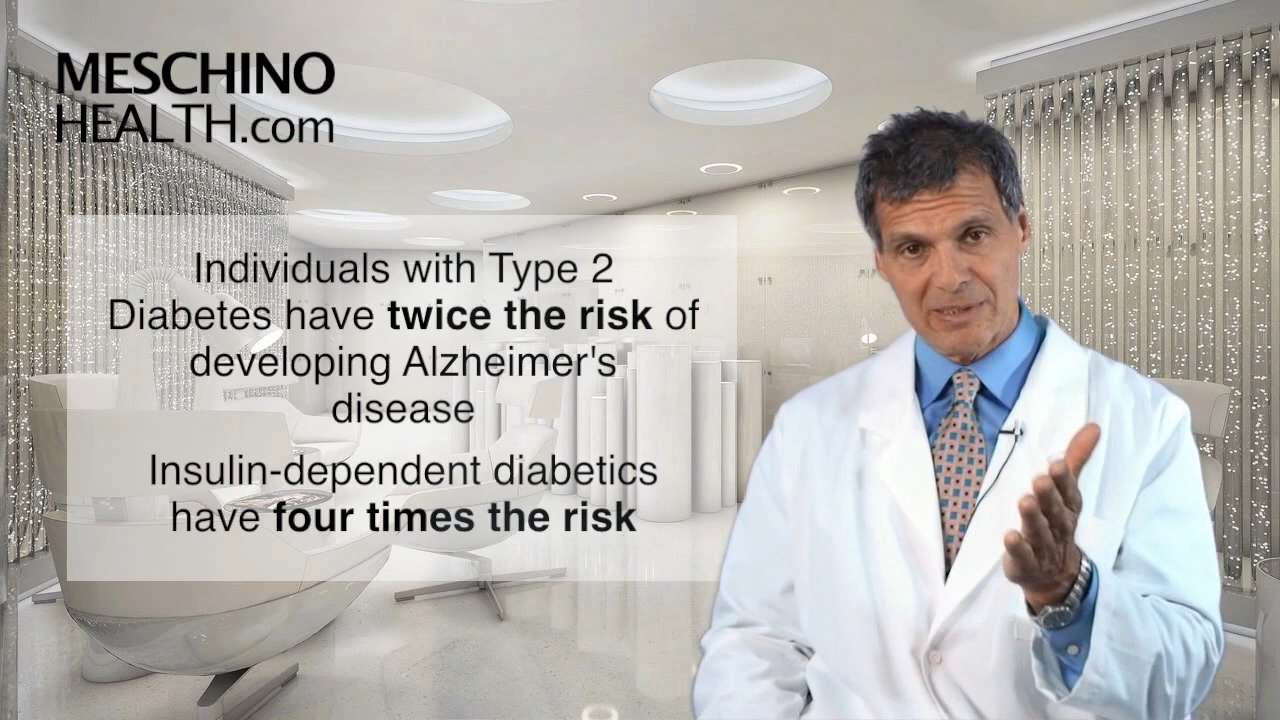 MESCHINO
HEALTH.com
Individuals with Type 2
Diabetes have twice the risk of
developing Alzheimer's
disease
Insulin-dependent diabetics
have four times the risk